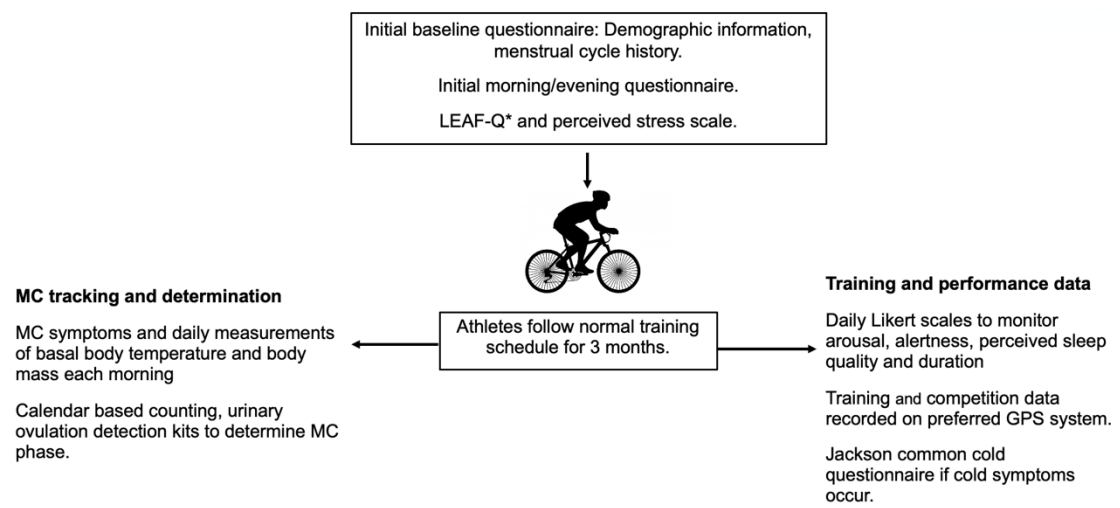 Initial baseline questionnaire: Demographic information,
menstrual cycle history.
Initial morning/evening questionnaire.
LEAF-Q* and perceived stress scale.
MC tracking and determination
MC symptoms and daily measurements
of basal body temperature and body
mass each morning
Calendar based counting, urinary
ovulation detection kits to determine MC
phase.
Athletes follow normal training
schedule for 3 months.
Training and performance data
Daily Likert scales to monitor
arousal, alertness, perceived sleep
quality and duration
Training and competition data
recorded on preferred GPS system.
Jackson common cold
questionnaire if cold symptoms
occur.